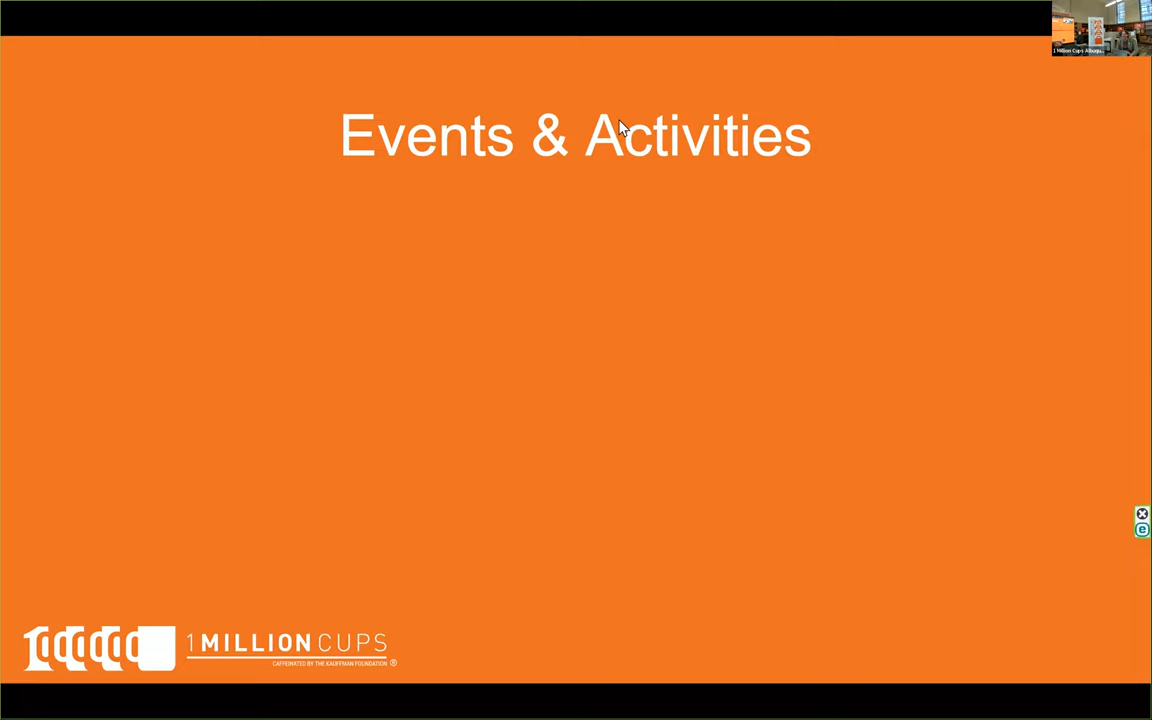 1 Million Cups Albuqu...
Events & Activities
1 MILLION CUPS
CAFFEINATED BY THE KAUFFMAN FOUNDATION ®
e